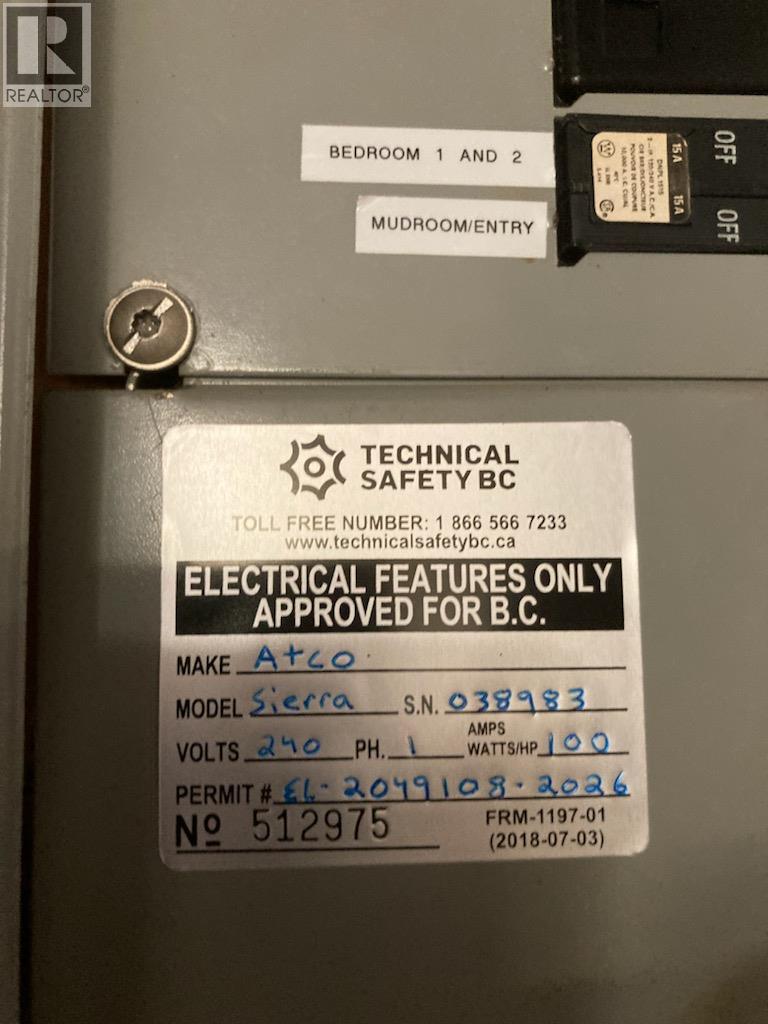 R
REALTOR®
BEDROOM 1 AND 2
MUDROOM/ENTRY
15A 15A
OFF
OFF
TECHNICAL
SAFETY BC
TOLL FREE NUMBER: 1 866 566 7233
www.technicalsafetybc.ca
ELECTRICAL FEATURES ONLY
APPROVED FOR B.C.
MAKE Atco
MODEL Sierra S.N. 038983
VOLTS 240 PH. 1 AMPS WATTS/HP 100
PERMIT # EL-2049108-2026
No 512975
FRM-1197-01
(2018-07-03)